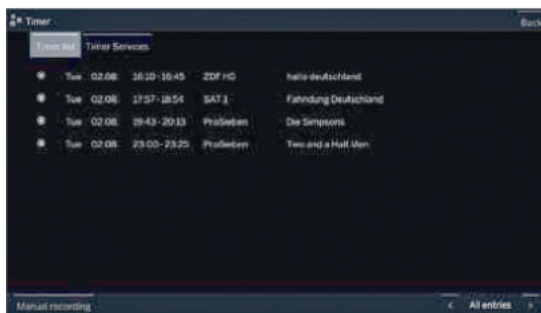 Timer
Back
Timer list Timer Services
Tue 02.08. 16:10-16:45 ZDF HD hallo deutschland
Tue 02.08. 17:57-18:54 SAT.1 Fahndung Deutschland
Tue 02.08. 19:43-20:13 ProSieben Die Simpsons
Tue 02.08. 23:00-23:25 ProSieben Two and a Half Men
Manual recording
< All entries >